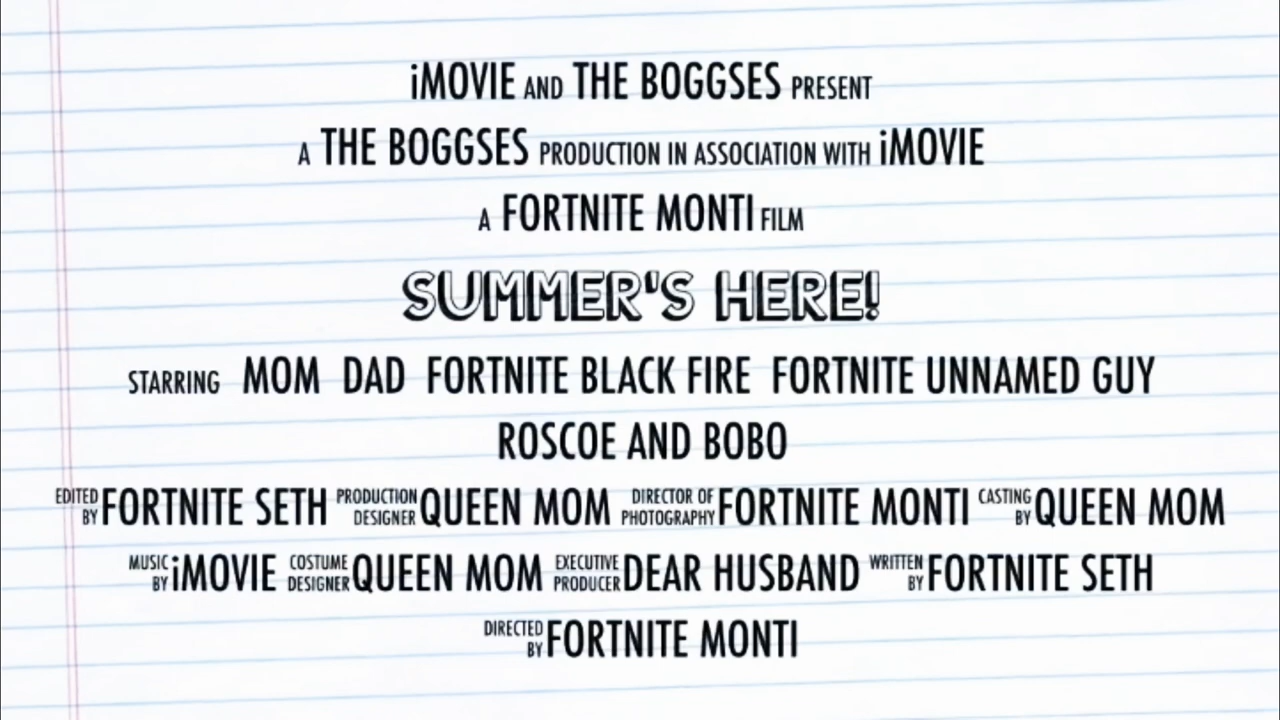 iMOVIE AND THE BOGGSES PRESENT
A THE BOGGSES PRODUCTION IN ASSOCIATION WITH iMOVIE
A FORTNITE MONTI FILM
SUMMER'S HERE!
STARRING MOM DAD FORTNITE BLACK FIRE FORTNITE UNNAMED GUY
ROSCOE AND BOBO
EDITED BY FORTNITE SETH PRODUCTION DESIGNER QUEEN MOM DIRECTOR OF PHOTOGRAPHY FORTNITE MONTI CASTING BY QUEEN MOM
MUSIC BY iMOVIE COSTUME DESIGNER QUEEN MOM EXECUTIVE PRODUCER DEAR HUSBAND WRITTEN BY FORTNITE SETH
DIRECTED BY FORTNITE MONTI